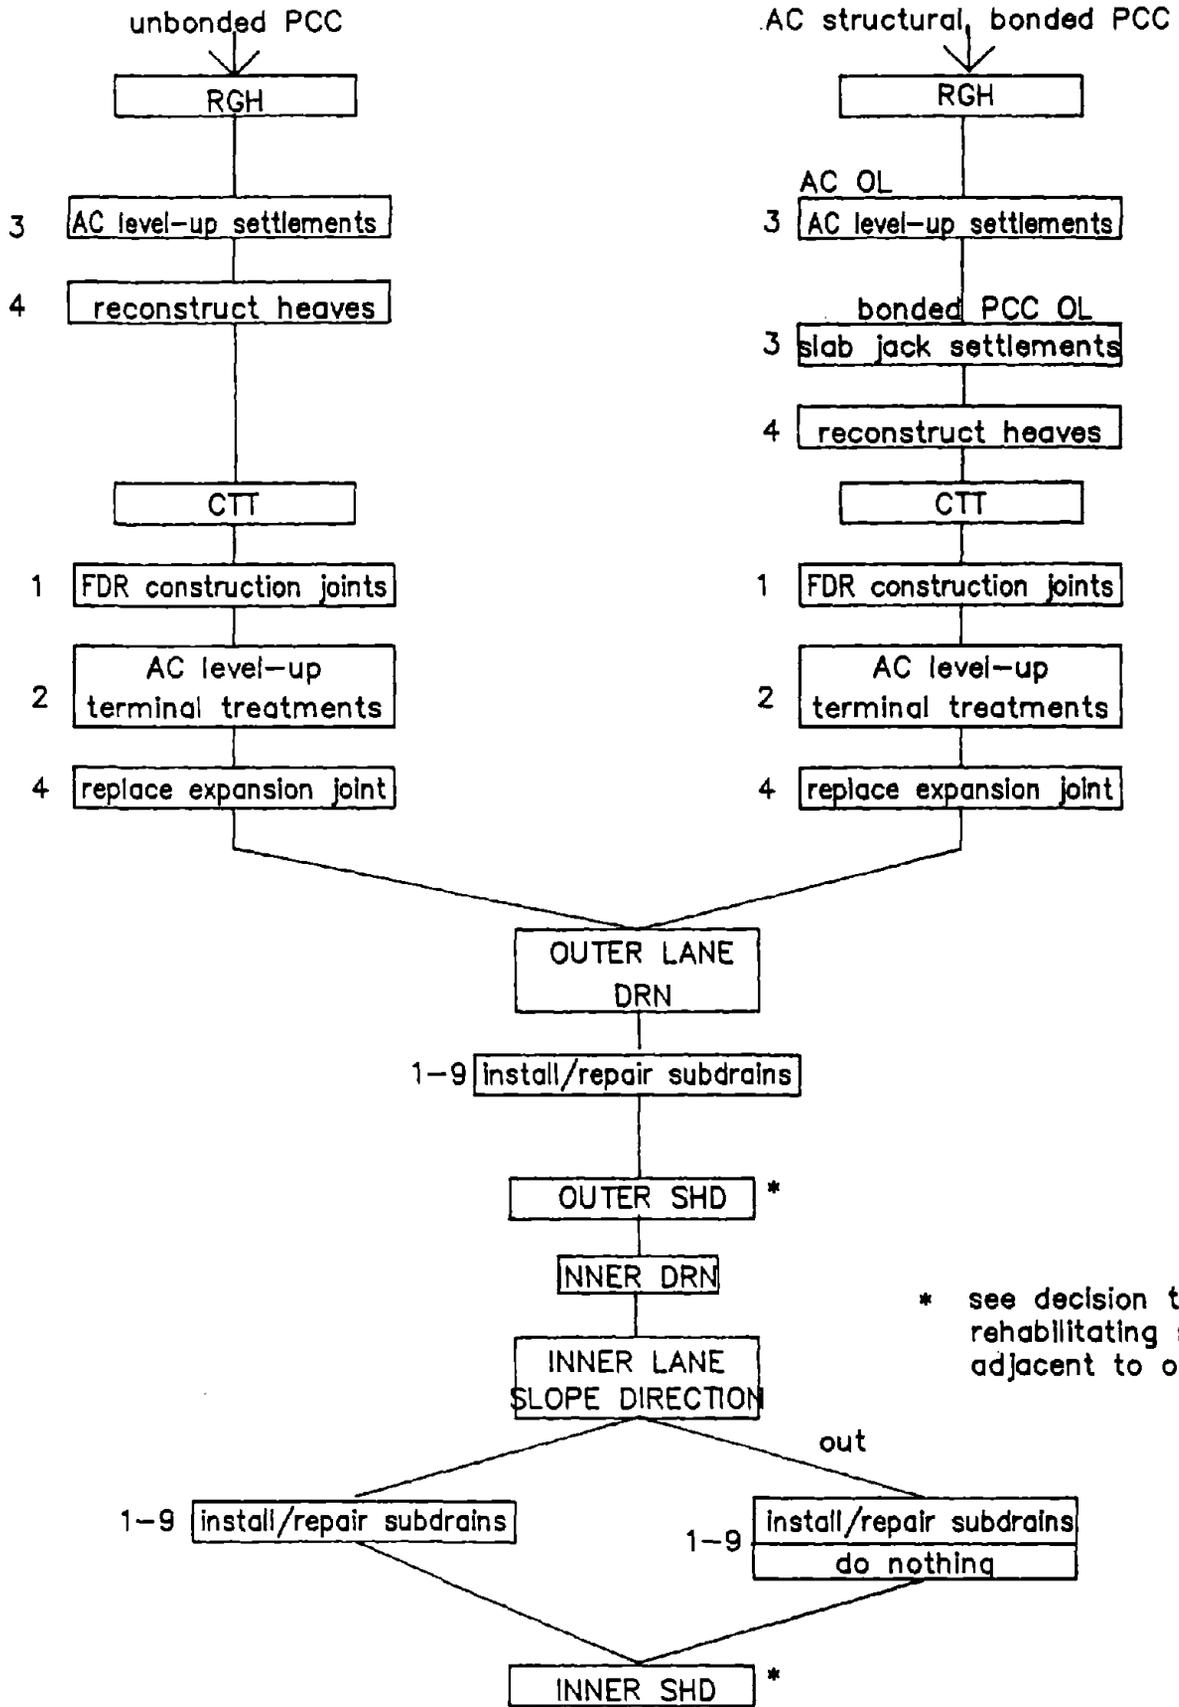 unbonded PCC
RGH
3 AC level-up settlements
4 reconstruct heaves
CTT
1 FDR construction joints
2 AC level-up
terminal treatments
4 replace expansion joint
AC structural, bonded PCC
RGH
AC OL
3 AC level-up settlements
bonded PCC OL
3 slab jack settlements
4 reconstruct heaves
CTT
1 FDR construction joints
2 AC level-up
terminal treatments
4 replace expansion joint
OUTER LANE
DRN
1-9 install/repair subdrains
OUTER SHD *
NNER DRN
* see decision
rehabilitating
adjacent to
INNER LANE
SLOPE DIRECTION
out
1-9 install/repair subdrains
1-9 install/repair subdrains
do nothing
INNER SHD *